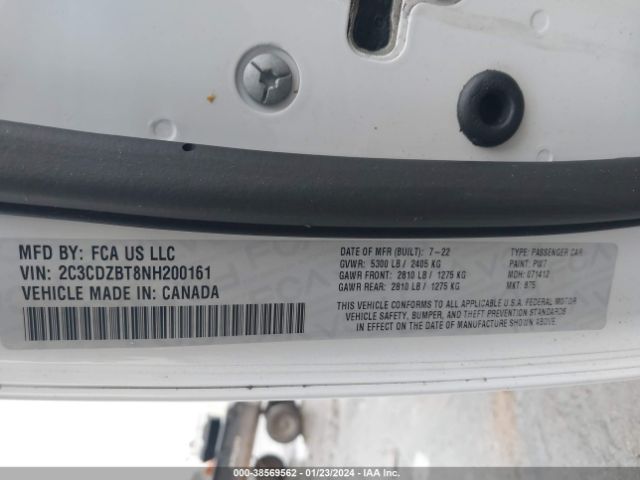 MFD BY: FCA US LLC
VIN: 2C3CDZBT8NH200161
VEHICLE MADE IN: CANADA
DATE OF MFR (BUILT): 7-22
GVWR: 5300 LB / 2405 KG
GAWR FRONT: 2810 LB / 1275 KG
GAWR REAR: 2810 LB / 1275 KG
TYPE: PASSENGER CAR
PAINT: PW7
MDH: 071412
MKT: 875
THIS VEHICLE CONFORMS TO ALL APPLICABLE U.S.A. FEDERAL MOTOR
VEHICLE SAFETY, BUMPER, AND THEFT PREVENTION STANDARDS
IN EFFECT ON THE DATE OF MANUFACTURE SHOWN ABOVE.
000-38569562 | 01/23/2024 | IAA Inc.